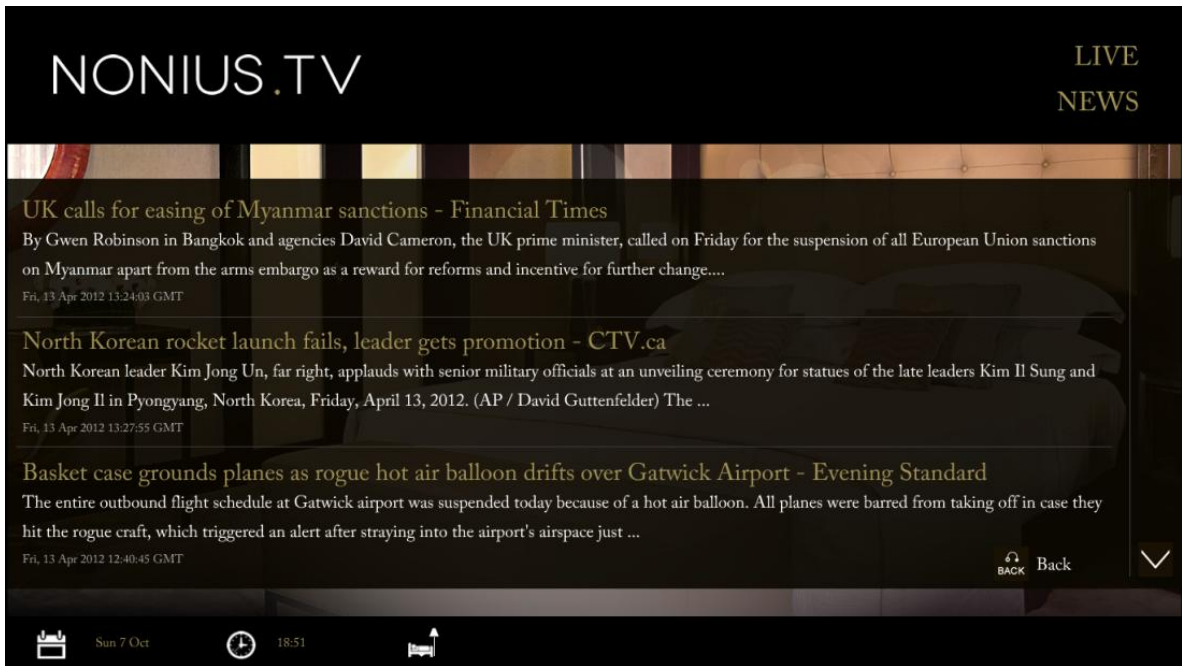 NONIUS.TV
LIVE
NEWS
UK calls for easing of Myanmar sanctions - Financial Times
By Gwen Robinson in Bangkok and agencies David Cameron, the UK prime minister, called on Friday for the suspension of all European Union sanctions
on Myanmar apart from the arms embargo as a reward for reforms and incentive for further change....
Fri, 13 Apr 2012 13:24:03 GMT
North Korean rocket launch fails, leader gets promotion - CTV.ca
North Korean leader Kim Jong Un, far right, applauds with senior military officials at an unveiling ceremony for statues of the late leaders Kim Il Sung and
Kim Jong Il in Pyongyang, North Korea, Friday, April 13, 2012. (AP / David Guttenfelder) The ...
Fri, 13 Apr 2012 13:27:55 GMT
Basket case grounds planes as rogue hot air balloon drifts over Gatwick Airport - Evening Standard
The entire outbound flight schedule at Gatwick airport was suspended today because of a hot air balloon. All planes were barred from taking off in case they
hit the rogue craft, which triggered an alert after straying into the airport's airspace just ...
Fri, 13 Apr 2012 12:40:45 GMT
BACK Back
Sun 7 Oct 18:51